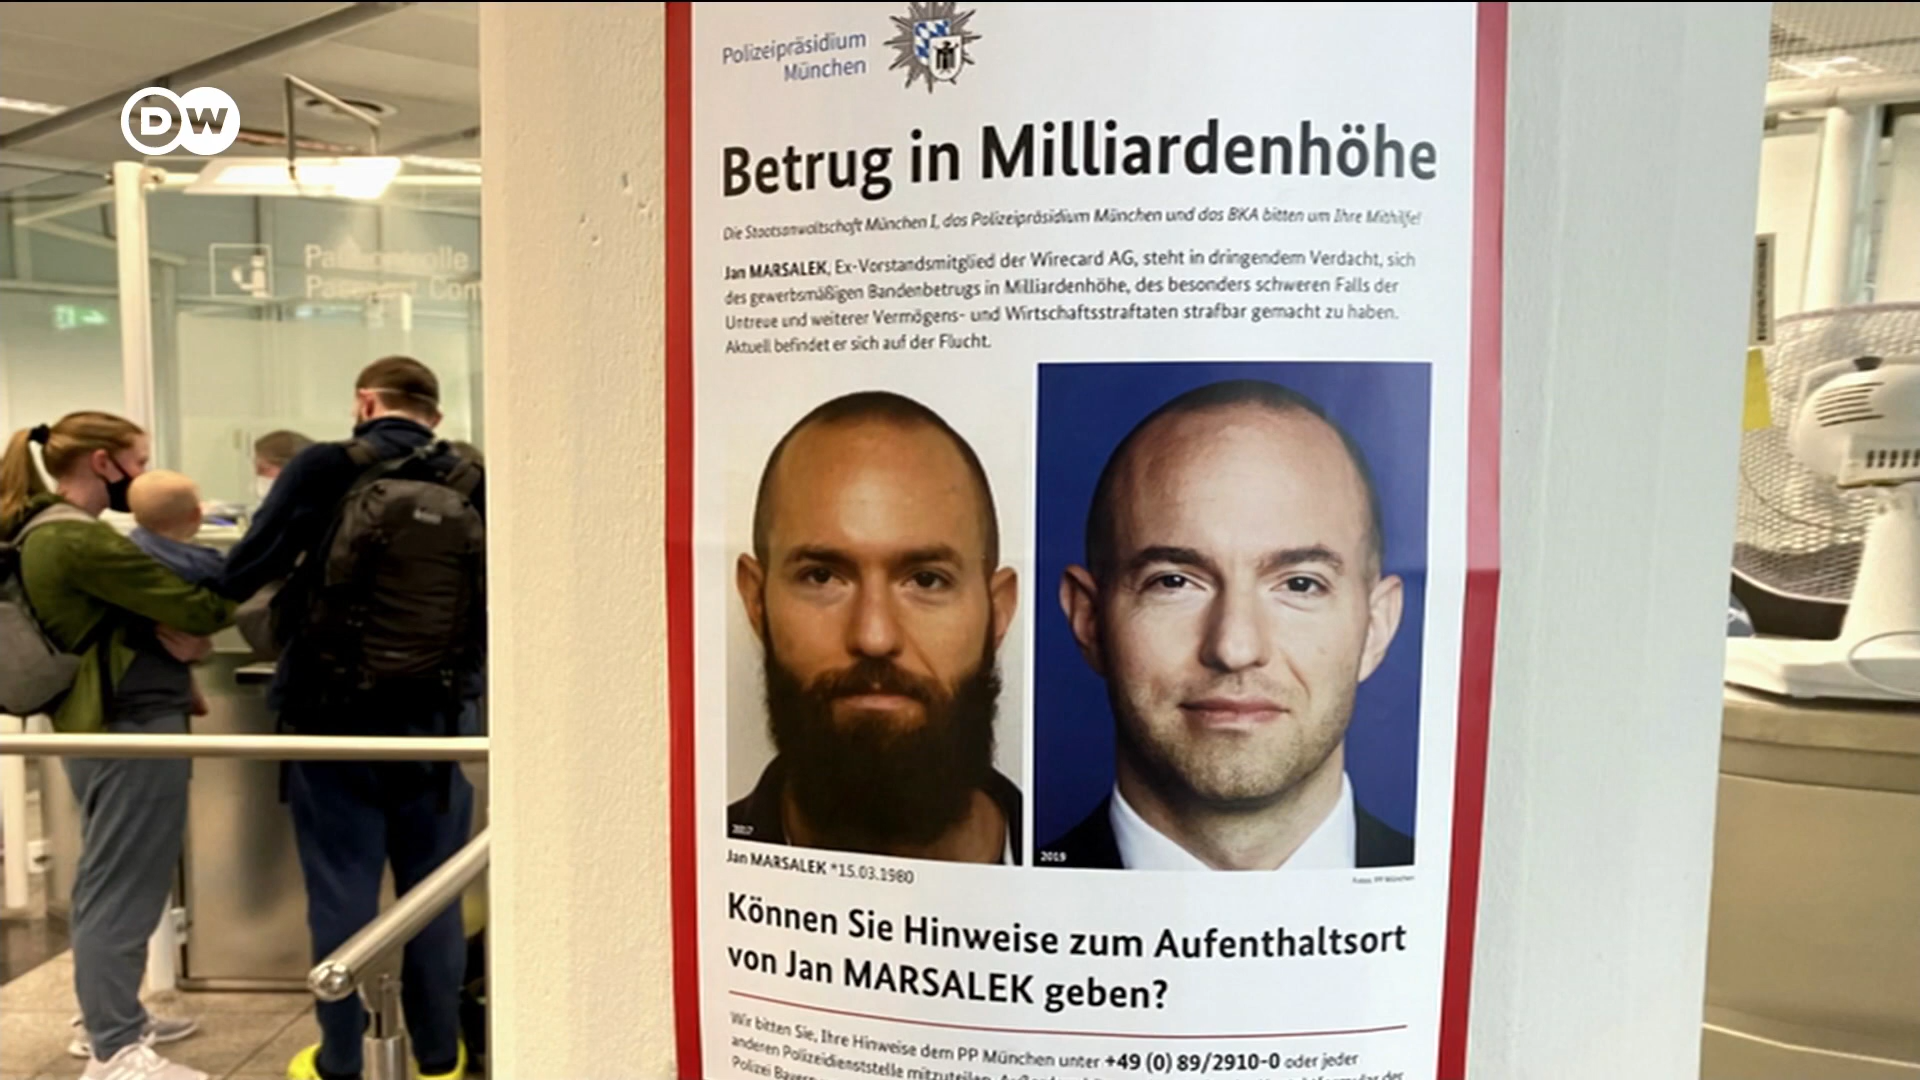 DW
Polizeipräsidium
München
Betrug in Milliardenhöhe
Die Staatsanwaltschaft München I, das Polizeipräsidium München und das BKA bitten um Ihre Mithilfe!
Jan MARSALEK, Ex-Vorstandsmitglied der Wirecard AG, steht in dringendem Verdacht, sich
des gewerbsmäßigen Bandenbetrugs in Milliardenhöhe, des besonders schweren Falls der
Untreue und weiterer Vermögens- und Wirtschaftsstraftaten strafbar gemacht zu haben.
Aktuell befindet er sich auf der Flucht.
2017
2019
Jan MARSALEK *15.03.1980
Können Sie Hinweise zum Aufenthaltsort
von Jan MARSALEK geben?
Wir bitten Sie, Ihre Hinweise dem PP München unter +49 (0) 89/2910-0 oder jeder
anderen Polizeidienststelle mitzuteilen.
Passkontrolle
Passport